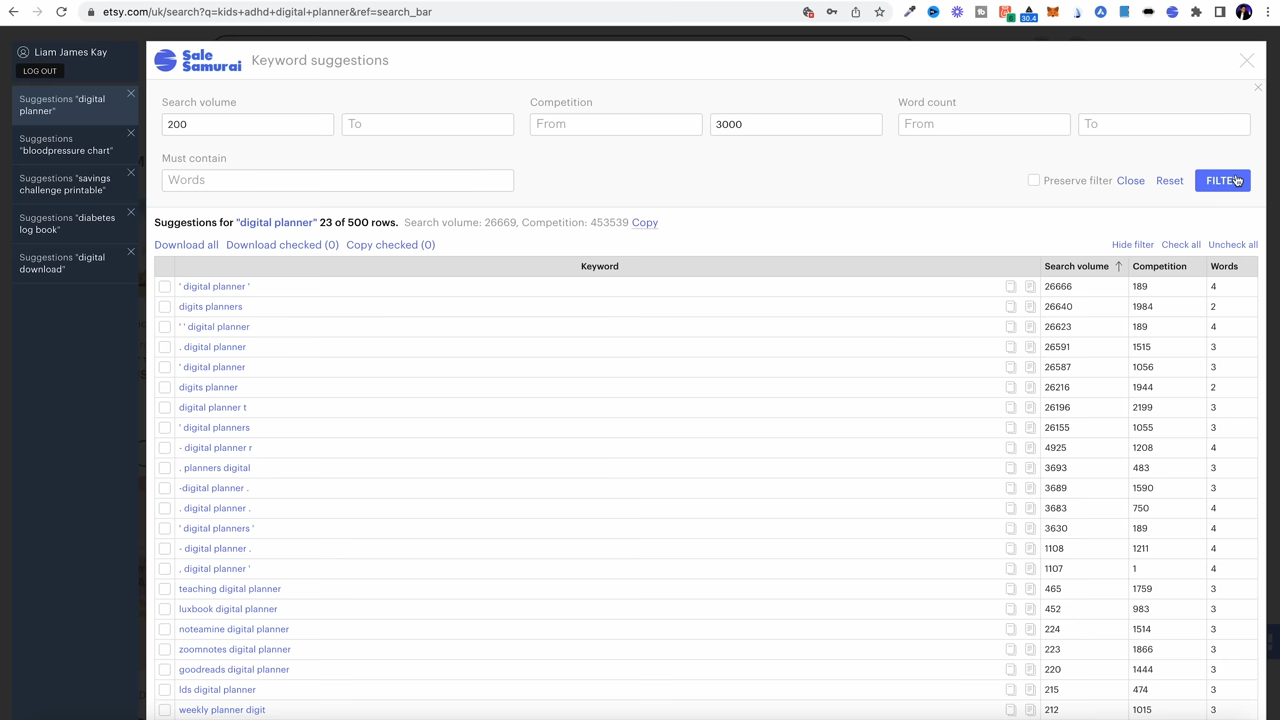 etsy.com/uk/search?q=kids+adhd+digital+planner&ref=search_bar
6
30.4
Liam James Kay
LOG OUT
Suggestions "digital
planner"
Suggestions
"bloodpressure chart"
Suggestions "savings
challenge printable"
Suggestions "diabetes
log book"
Suggestions "digital
download"
Sale
Samurai
Keyword suggestions
Search volume
Competition
Word count
200
To
From
3000
From
To
Must contain
Words
Preserve filter Close Reset FILTER
Suggestions for "digital planner" 23 of 500 rows. Search volume: 26669, Competition: 453539 Copy
Download all Download checked (0) Copy checked (0)
Hide filter Check all Uncheck all
Keyword Search volume Competition Words
' digital planner ' 26666 189 4
digits planners 26640 1984 2
' ' digital planner 26623 189 4
. digital planner 26591 1515 3
' digital planner 26587 1056 3
digits planner 26216 1944 2
digital planner t 26196 2199 3
' digital planners 26155 1055 3
- digital planner r 4925 1208 4
. planners digital 3693 483 3
-digital planner . 3689 1590 3
. digital planner . 3683 750 4
' digital planners ' 3630 189 4
- digital planner . 1108 1211 4
, digital planner ' 1107 1 4
teaching digital planner 465 1759 3
luxbook digital planner 452 983 3
noteamine digital planner 224 1514 3
zoomnotes digital planner 223 1866 3
goodreads digital planner 220 1444 3
lds digital planner 215 474 3
weekly planner digit 212 1015 3